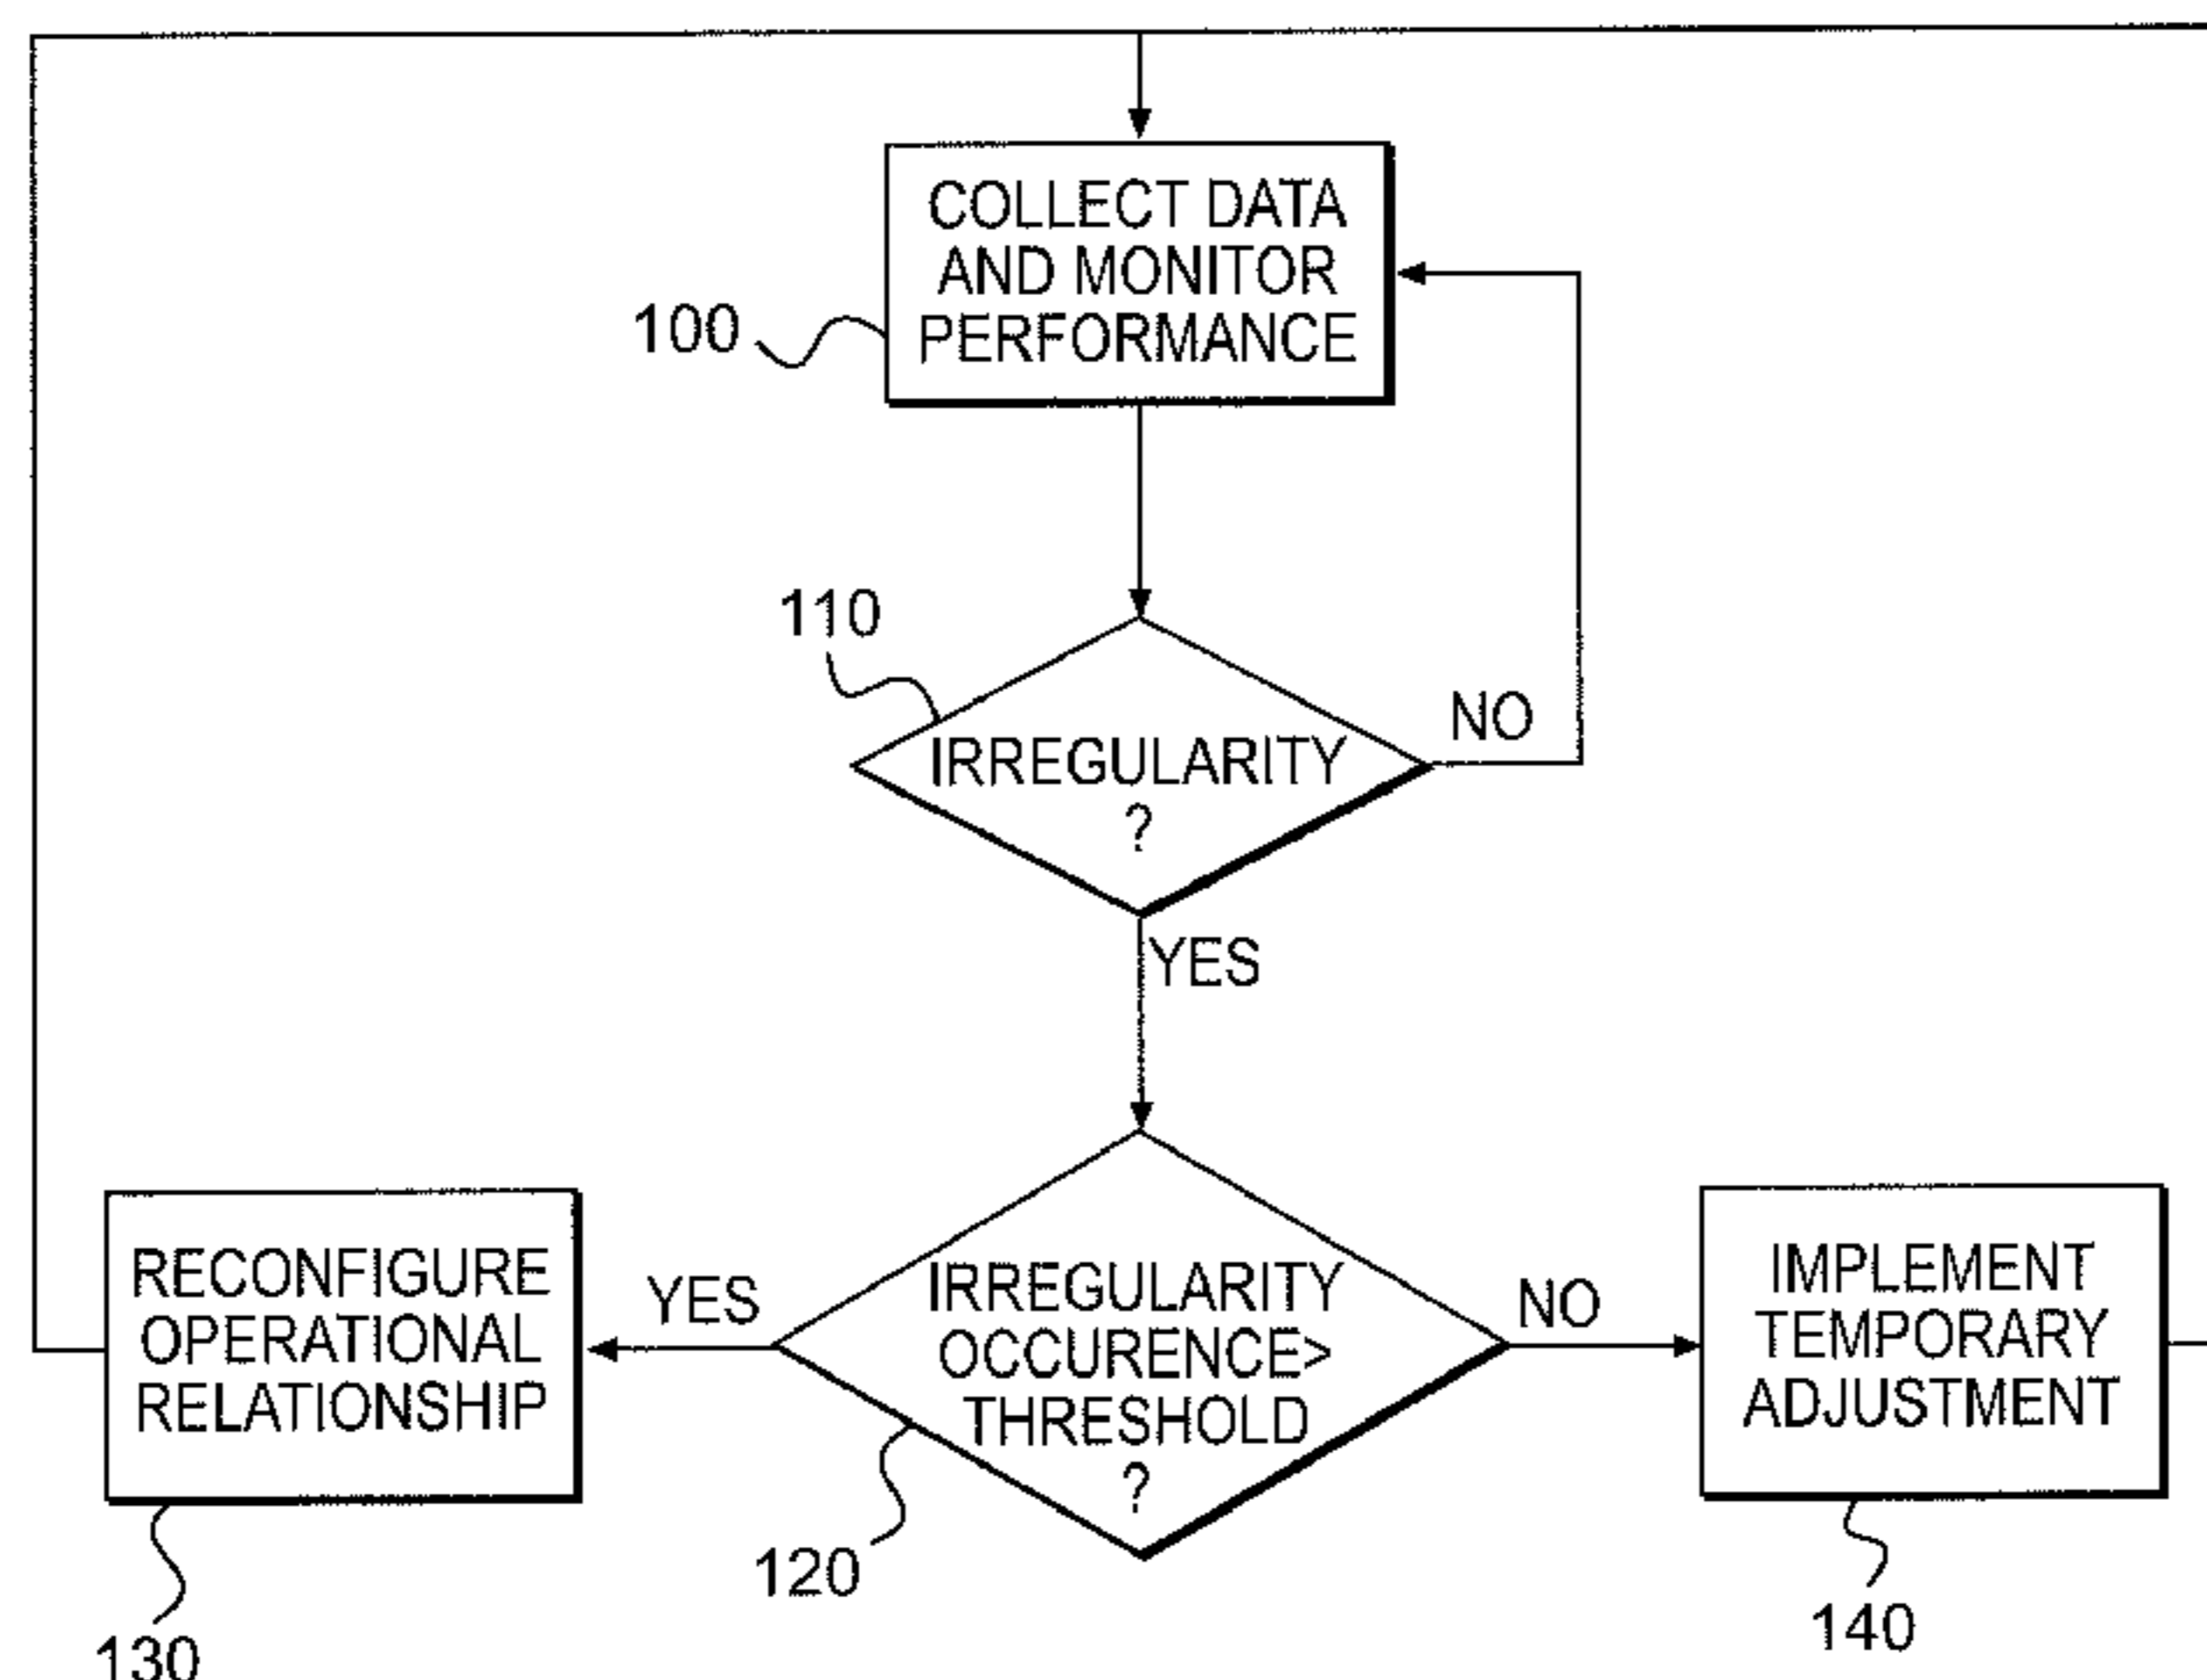 COLLECT DATA
AND MONITOR
PERFORMANCE
100
110
IRREGULARITY
?
NO
YES
RECONFIGURE
OPERATIONAL
RELATIONSHIP
YES
IRREGULARITY
OCCURENCE>
THRESHOLD
?
NO
IMPLEMENT
TEMPORARY
ADJUSTMENT
120
130
140